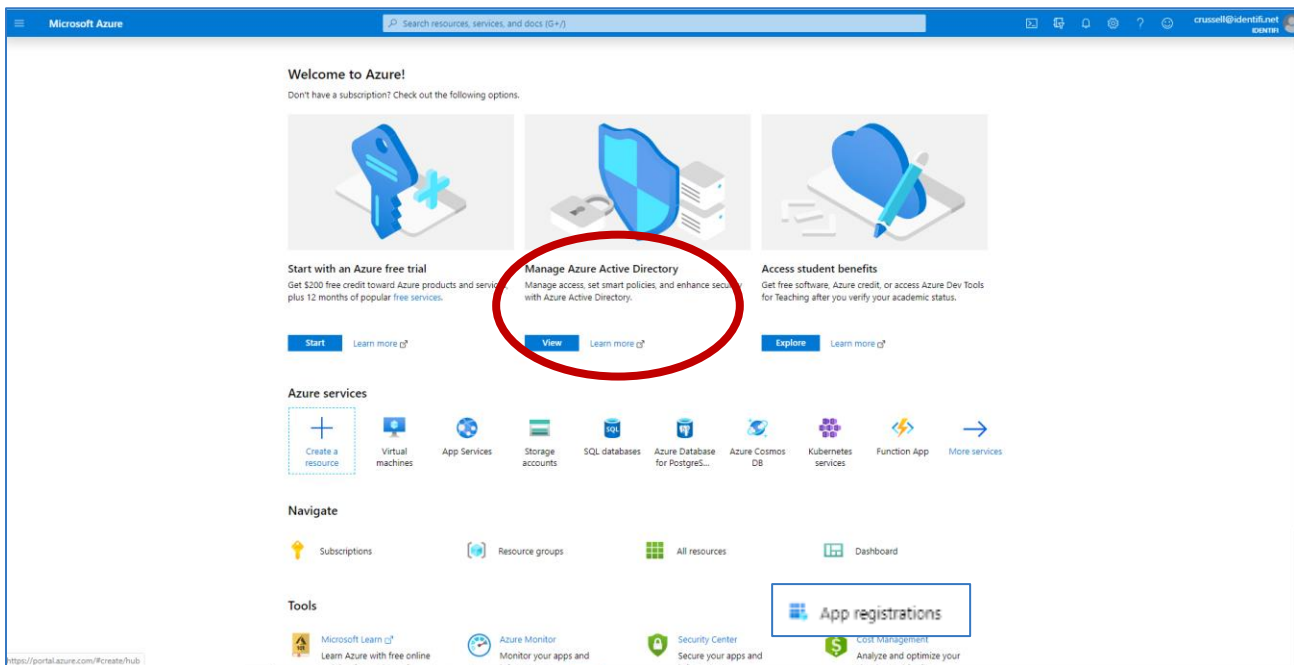 Microsoft Azure
Search resources, services, and docs (G+/)
crussell@identifi.net
IDENTIFI
Welcome to Azure!
Don't have a subscription? Check out the following options.
Start with an Azure free trial
Get $200 free credit toward Azure products and services,
plus 12 months of popular free services.
Start
Learn more
Manage Azure Active Directory
Manage access, set smart policies, and enhance security
with Azure Active Directory.
View
Learn more
Access student benefits
Get free software, Azure credit, or access Azure Dev Tools
for Teaching after you verify your academic status.
Explore
Learn more
Azure services
Create a
resource
Virtual
machines
App Services
Storage
accounts
SQL
SQL databases
Azure Database
for PostgreS...
Azure Cosmos
DB
Kubernetes
services
Function App
More services
Navigate
Subscriptions
Resource groups
All resources
Dashboard
Tools
App registrations
Microsoft Learn
Learn Azure with free online
Azure Monitor
Monitor your apps and
Security Center
Secure your apps and
Cost Management
Analyze and optimize your
https://portal.azure.com/#create/hub